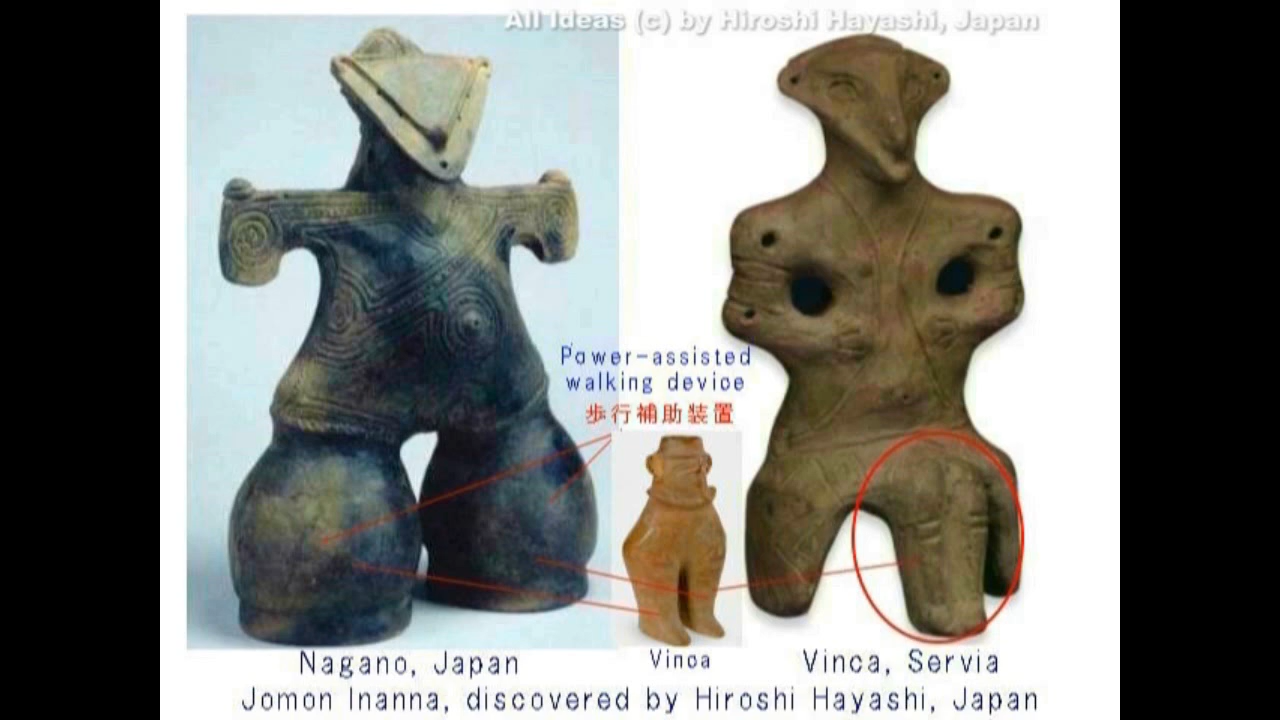 All Ideas (c) by Hiroshi Hayashi, Japan
Power-assisted
walking device
歩行補助装置
Nagano, Japan
Vinca
Vinca, Servia
Jomon Inanna, discovered by Hiroshi Hayashi, Japan